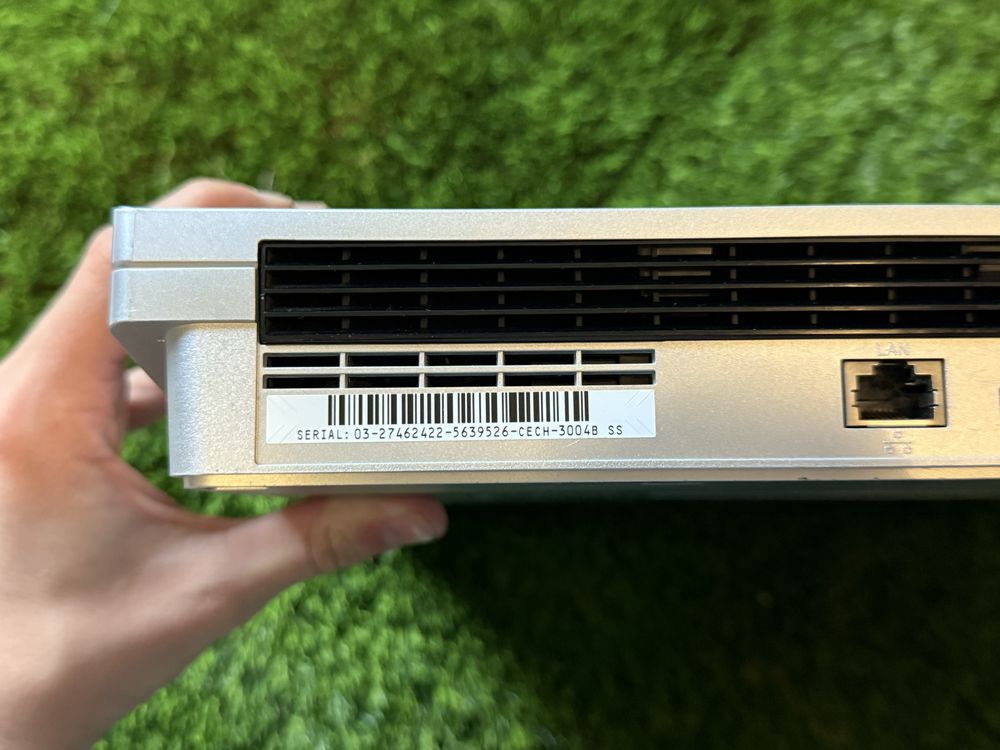 LAN
SERIAL: 03-27462422-5639526-CECH-3004B SS